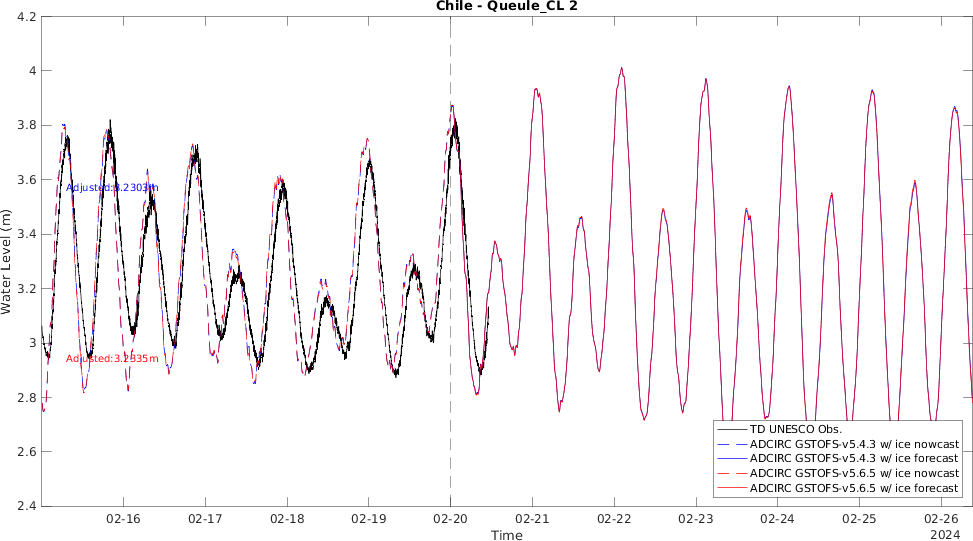 Chile - Queule_CL 2
4.2
4
3.8
3.6
3.4
3.2
3
2.8
2.6
2.4
Water Level (m)
Adjusted:3.2303m
Adjusted:3.2935m
TD UNESCO Obs.
ADCIRC GSTOFS-v5.4.3 w/ ice nowcast
ADCIRC GSTOFS-v5.4.3 w/ ice forecast
ADCIRC GSTOFS-v5.6.5 w/ ice nowcast
ADCIRC GSTOFS-v5.6.5 w/ ice forecast
02-16 02-17 02-18 02-19 02-20 02-21 02-22 02-23 02-24 02-25 02-26
Time
2024